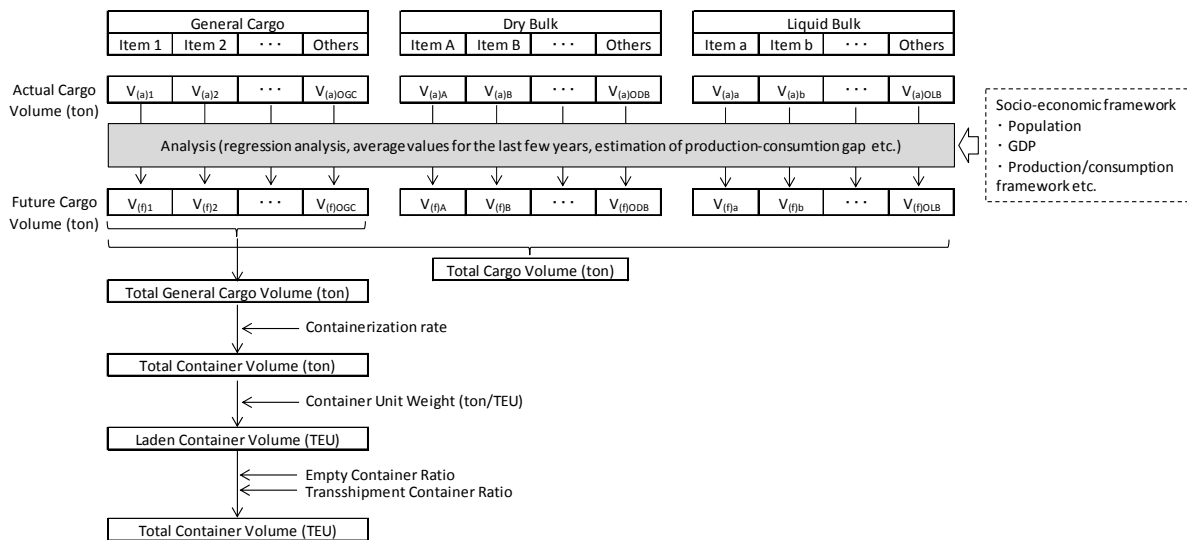 General Cargo Dry Bulk Liquid Bulk
Item 1 Item 2 ･･･ Others Item A Item B ･･･ Others Item a Item b ･･･ Others
Actual Cargo
Volume (ton)
V(a)1 V(a)2 ･･･ V(a)OGC V(a)A V(a)B ･･･ V(a)ODB V(a)a V(a)b ･･･ V(a)OLB
Socio-economic framework
・ Population
・ GDP
・ Production/consumption
framework etc.
Analysis (regression analysis, average values for the last few years, estimation of production-consumtion gap etc.)
Future Cargo
Volume (ton)
V(f)1 V(f)2 ･･･ V(f)OGC V(f)A V(f)B ･･･ V(f)ODB V(f)a V(f)b ･･･ V(f)OLB
Total Cargo Volume (ton)
Total General Cargo Volume (ton)
Containerization rate
Total Container Volume (ton)
Container Unit Weight (ton/TEU)
Laden Container Volume (TEU)
Empty Container Ratio
Transshipment Container Ratio
Total Container Volume (TEU)